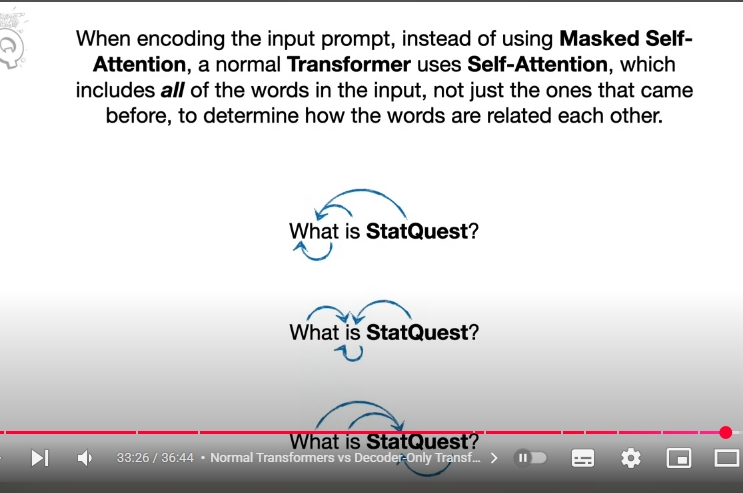 When encoding the input prompt, instead of using Masked Self-
Attention, a normal Transformer uses Self-Attention, which
includes all of the words in the input, not just the ones that came
before, to determine how the words are related each other.
What is StatQuest?
What is StatQuest?
What is StatQuest?
33:26 / 36:44 • Normal Transformers vs Decoder-Only Transf... >